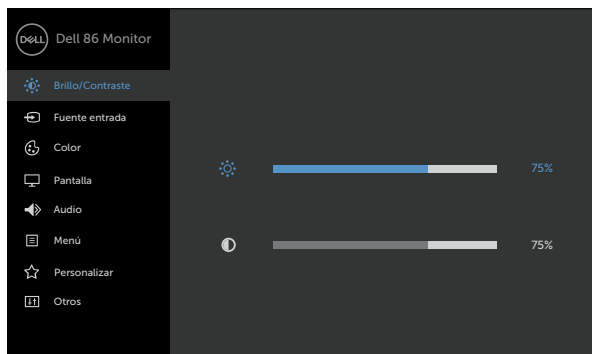 DELL Dell 86 Monitor
Brillo/Contraste
Fuente entrada
Color
Pantalla
75%
Audio
Menú
75%
Personalizar
Otros